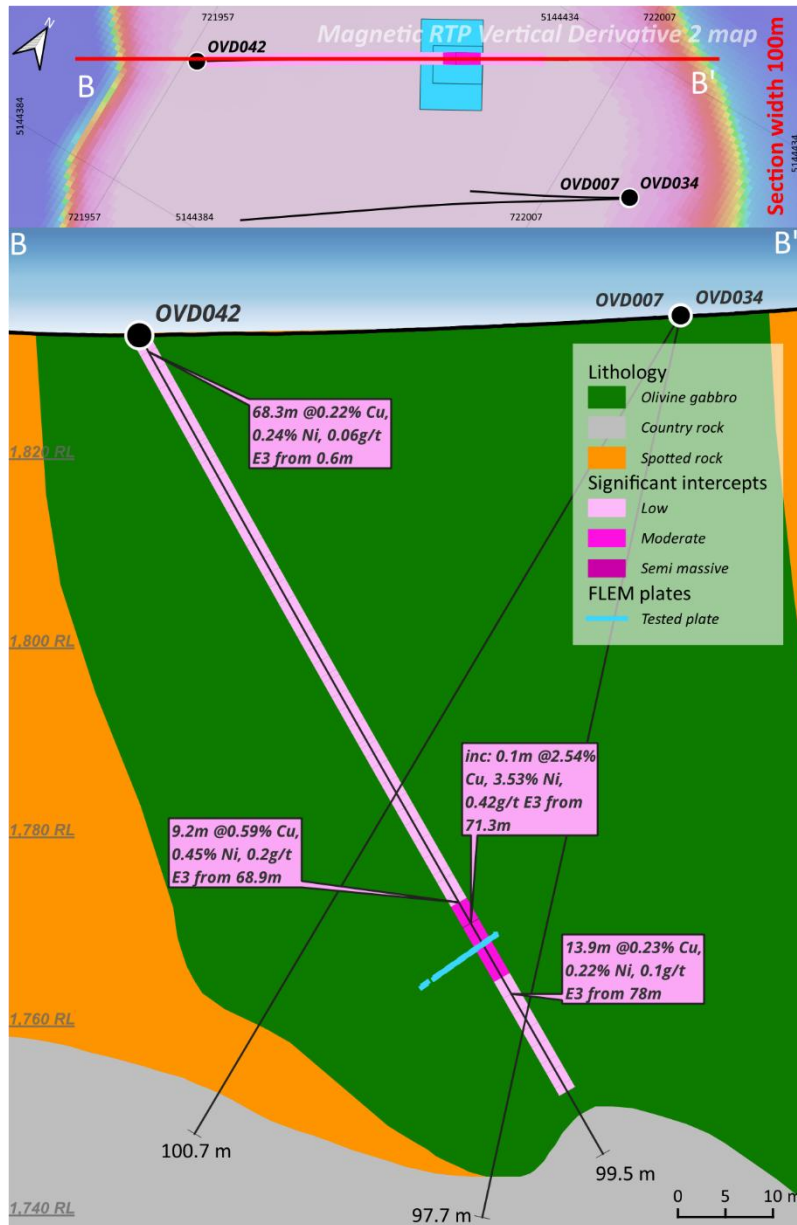 721957
5144434
722007
N
OVD042
Magnetic RTP Vertical Derivative 2 map
B
B'
Section width 100m
5144384
5144434
OVD007
OVD034
721957
5144384
722007
B
B'
OVD042
OVD007
OVD034
Lithology
Olivine gabbro
Country rock
Spotted rock
Significant intercepts
Low
Moderate
Semi massive
FLEM plates
Tested plate
68.3m @0.22% Cu,
0.24% Ni, 0.06g/t
E3 from 0.6m
1,820 RL
1,800 RL
inc: 0.1m @2.54%
Cu, 3.53% Ni,
0.42g/t E3 from
71.3m
1,780 RL
9.2m @0.59% Cu,
0.45% Ni, 0.2g/t
E3 from 68.9m
13.9m @0.23% Cu,
0.22% Ni, 0.1g/t
E3 from 78m
1,760 RL
100.7 m
99.5 m
97.7 m
1,740 RL
0 5 10 m